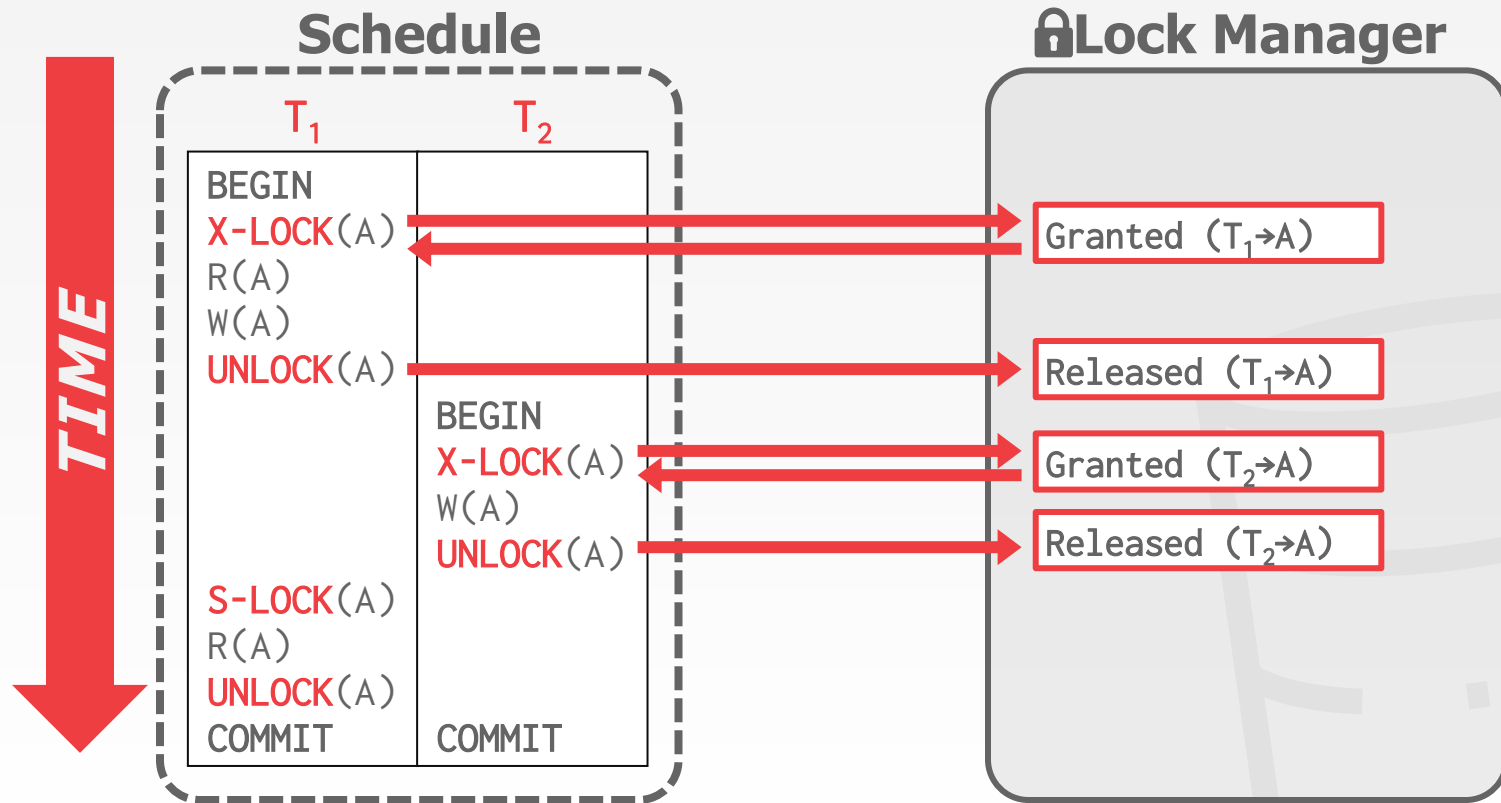 Schedule
Lock Manager
TIME
T1 T2
BEGIN
X-LOCK(A)
Granted (T1→A)
R(A)
W(A)
UNLOCK(A)
Released (T1→A)
BEGIN
X-LOCK(A)
Granted (T2→A)
W(A)
UNLOCK(A)
Released (T2→A)
S-LOCK(A)
R(A)
UNLOCK(A)
COMMIT COMMIT